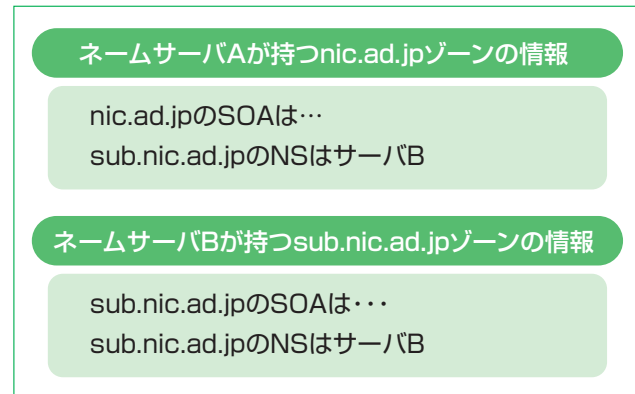 ネームサーバAが持つnic.ad.jpゾーンの情報
nic.ad.jpのSOAは…
sub.nic.ad.jpのNSはサーバB
ネームサーバBが持つsub.nic.ad.jpゾーンの情報
sub.nic.ad.jpのSOAは・・・
sub.nic.ad.jpのNSはサーバB